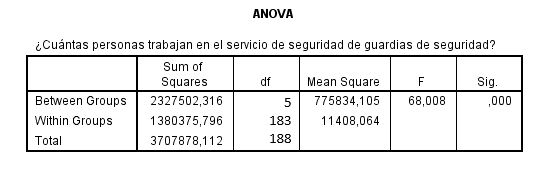 ANOVA
¿Cuántas personas trabajan en el servicio de seguridad de guardias de seguridad?
Sum of Squares df Mean Square F Sig.
Between Groups 2327502,316 5 775834,105 68,008 ,000
Within Groups 1380375,796 183 11408,064
Total 3707878,112 188